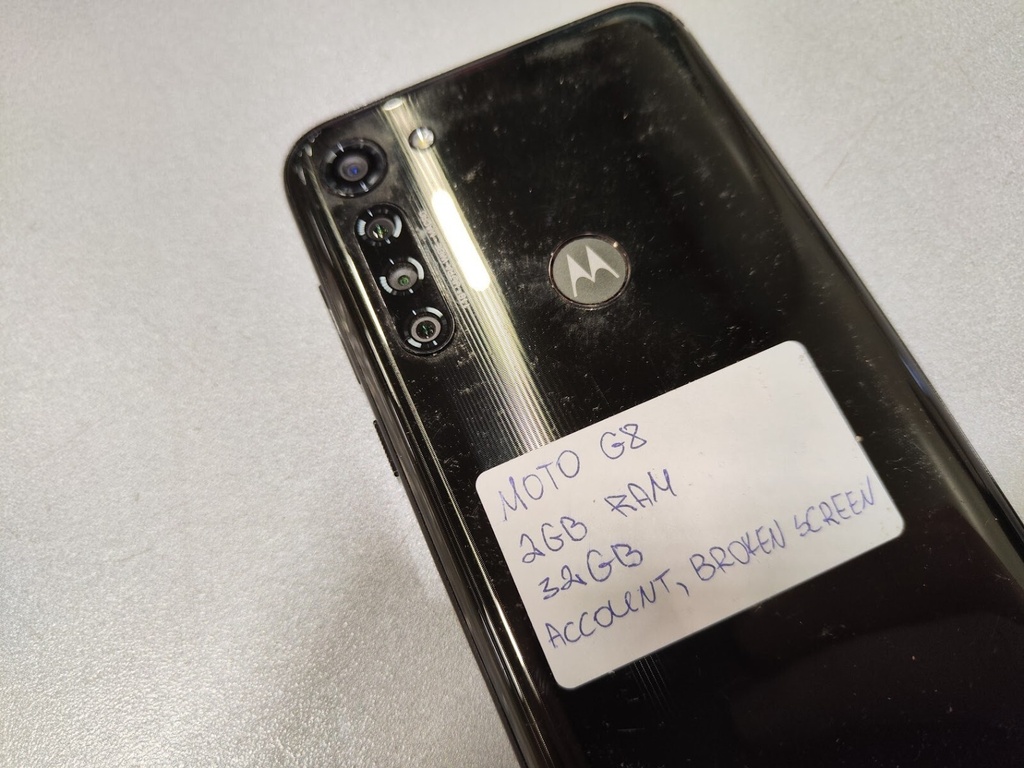 MOTO G8
2GB RAM
32GB
ACCOUNT, BROKEN SCREEN